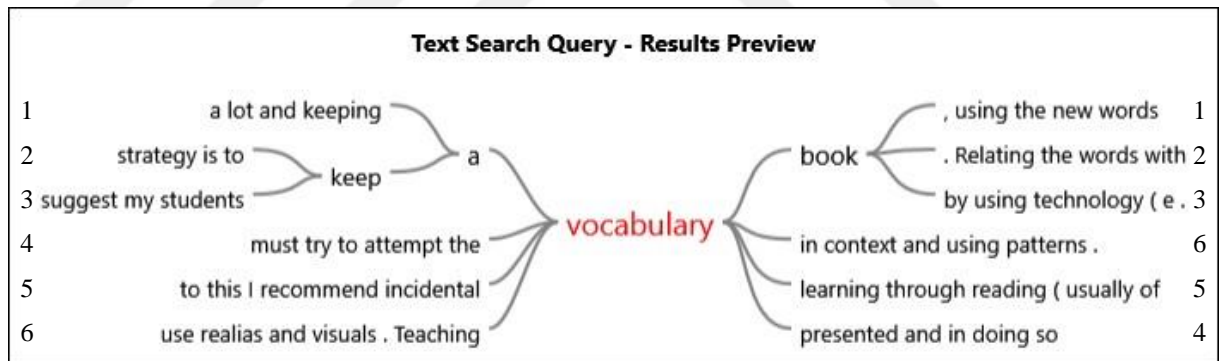 Text Search Query - Results Preview
1 a lot and keeping
2 strategy is to
3 suggest my students
keep
a
4 must try to attempt the
5 to this I recommend incidental
6 use realias and visuals . Teaching
vocabulary
book
, using the new words 1
. Relating the words with 2
by using technology ( e . 3
in context and using patterns . 6
learning through reading ( usually of 5
presented and in doing so 4